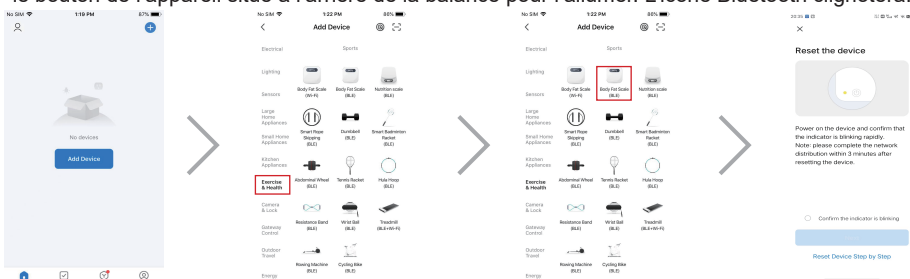 le bouton de l'appareil situé à l'arrière de la balance pour l'allumer. L'icône Bluetooth clignotera.
No SIM 1:19 PM 87%
No devices
Add Device
No SIM 1:22 PM 86%
Add Device
Electrical
Lighting
Sensors
Large Home Appliances
Small Home Appliances
Kitchen Appliances
Exercise & Health
Camera & Lock
Gateway Control
Outdoor Travel
Energy
Sports
Body Fat Scale (Wi-Fi)
Body Fat Scale (BLE)
Nutrition scale (BLE)
Smart Rope Skipping (BLE)
Dumbbell (BLE)
Smart Badminton Racket (BLE)
Abdominal Wheel (BLE)
Tennis Racket (BLE)
Hula Hoop (BLE)
Resistance Band (BLE)
Wrist Ball (BLE)
Treadmill (BLE+Wi-Fi)
Rowing Machine (BLE)
Cycling Bike (BLE)
No SIM 1:22 PM 86%
Add Device
Electrical
Lighting
Sensors
Large Home Appliances
Small Home Appliances
Kitchen Appliances
Exercise & Health
Camera & Lock
Gateway Control
Outdoor Travel
Energy
Sports
Body Fat Scale (Wi-Fi)
Body Fat Scale (BLE)
Nutrition scale (BLE)
Smart Rope Skipping (BLE)
Dumbbell (BLE)
Smart Badminton Racket (BLE)
Abdominal Wheel (BLE)
Tennis Racket (BLE)
Hula Hoop (BLE)
Resistance Band (BLE)
Wrist Ball (BLE)
Treadmill (BLE+Wi-Fi)
Rowing Machine (BLE)
Cycling Bike (BLE)
Reset the device
Power on the device and confirm that
the indicator is blinking rapidly.
Note: please complete the network
distribution within 3 minutes after
resetting the device.
Confirm the indicator is blinking
Reset Device Step by Step